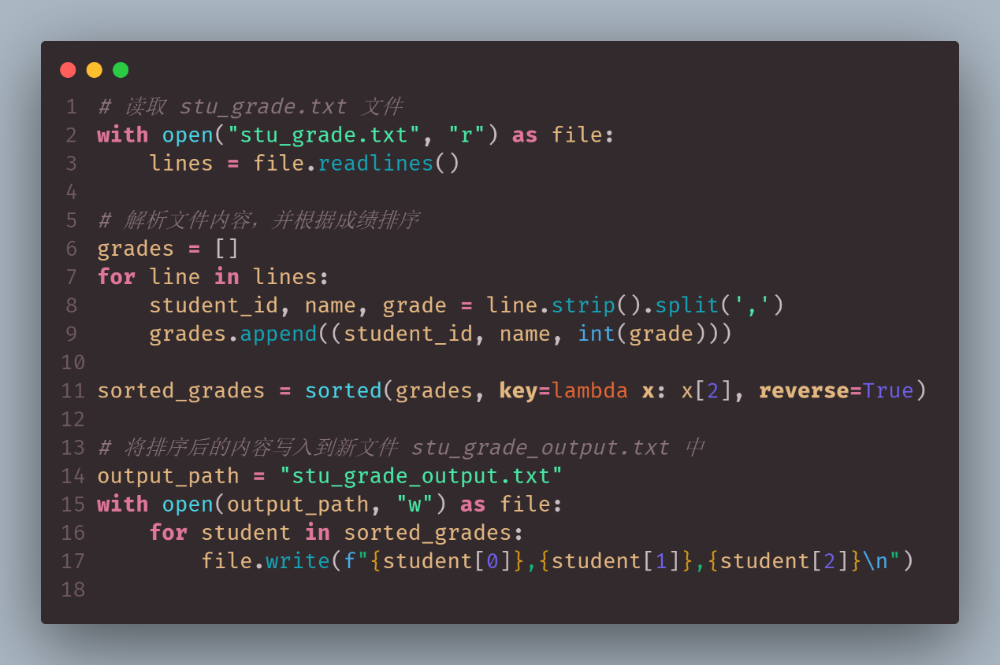 1 # 读取 stu_grade.txt 文件
2 with open("stu_grade.txt", "r") as file:
3     lines = file.readlines()
4
5 # 解析文件内容，并根据成绩排序
6 grades = []
7 for line in lines:
8     student_id, name, grade = line.strip().split(',')
9     grades.append((student_id, name, int(grade)))
10
11 sorted_grades = sorted(grades, key=lambda x: x[2], reverse=True)
12
13 # 将排序后的内容写入到新文件 stu_grade_output.txt 中
14 output_path = "stu_grade_output.txt"
15 with open(output_path, "w") as file:
16     for student in sorted_grades:
17         file.write(f"{student[0]},{student[1]},{student[2]}\n")
18